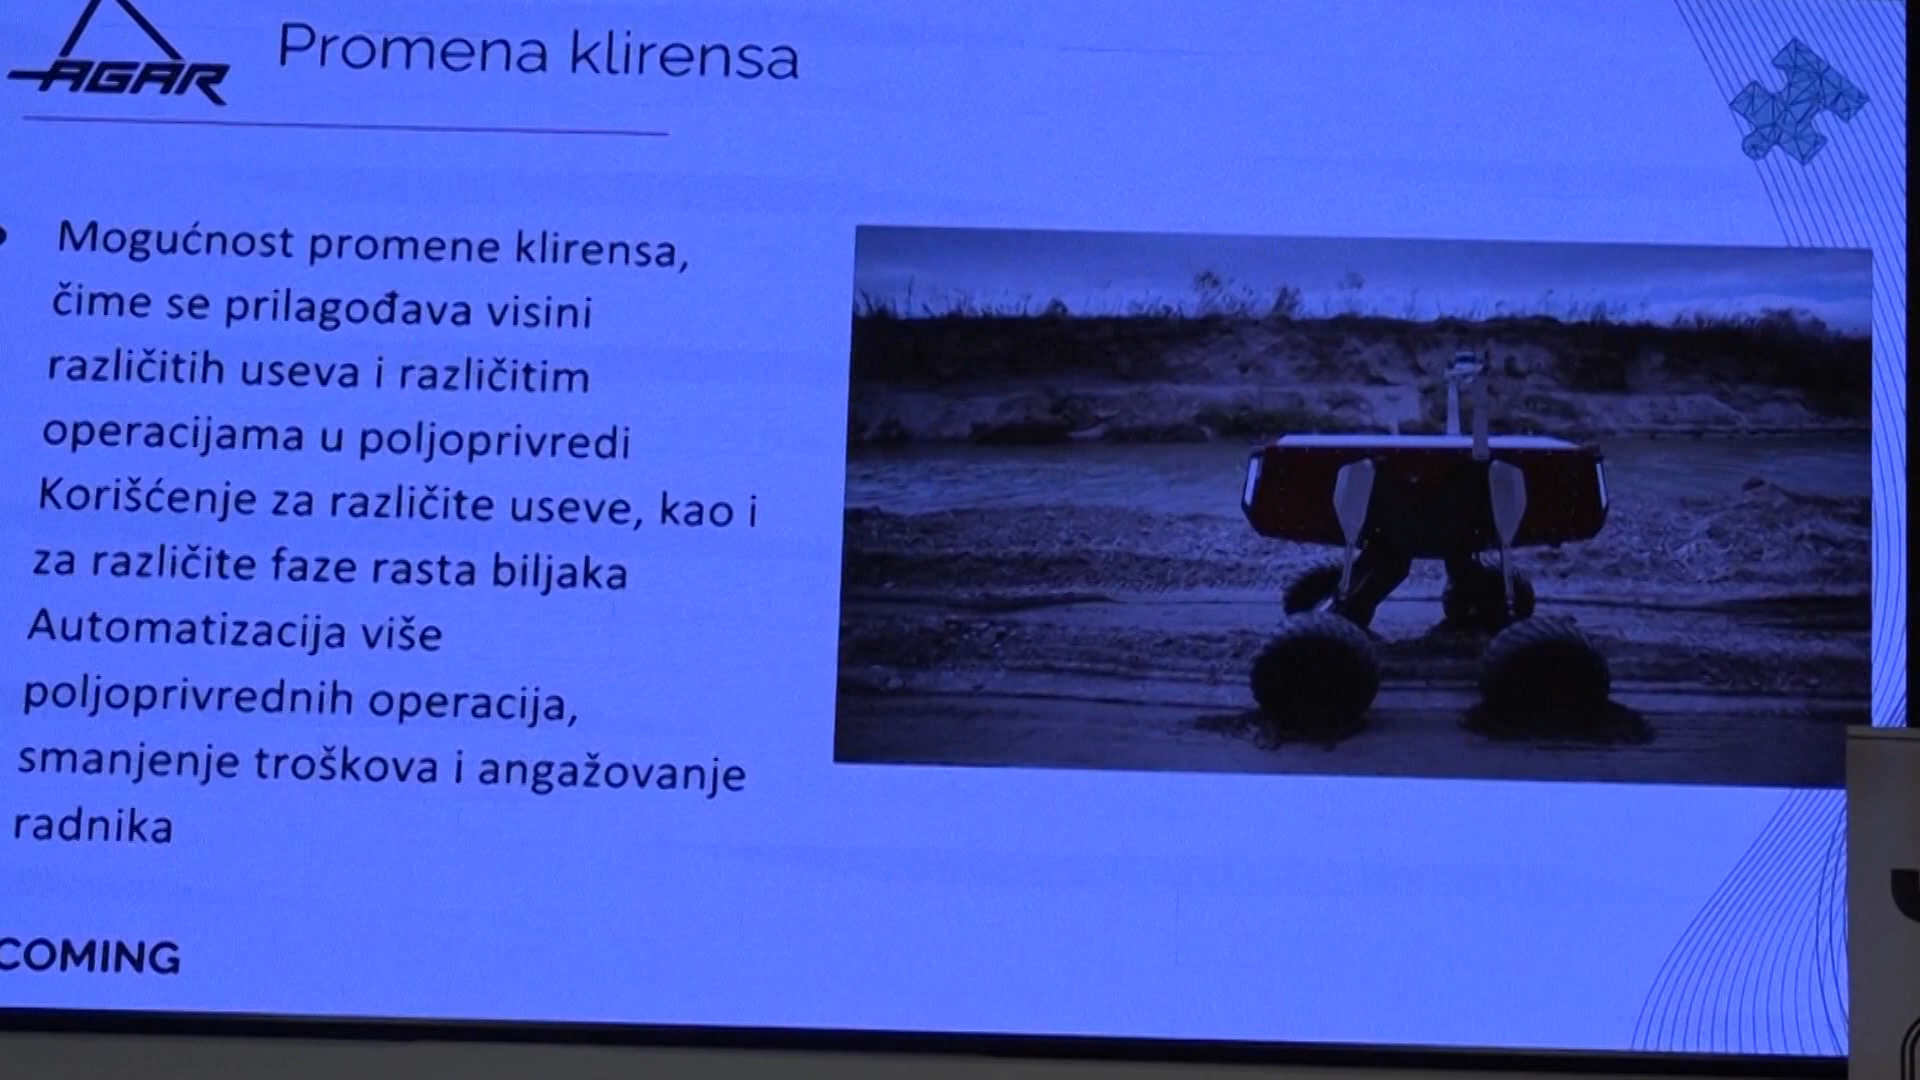 AGAR
Promena klirensa
Mogućnost promene klirensa,
čime se prilagođava visini
različitih useva i različitim
operacijama u poljoprivredi
Korišćenje za različite useve, kao i
za različite faze rasta biljaka
Automatizacija više
poljoprivrednih operacija,
smanjenje troškova i angažovanje
radnika
COMING